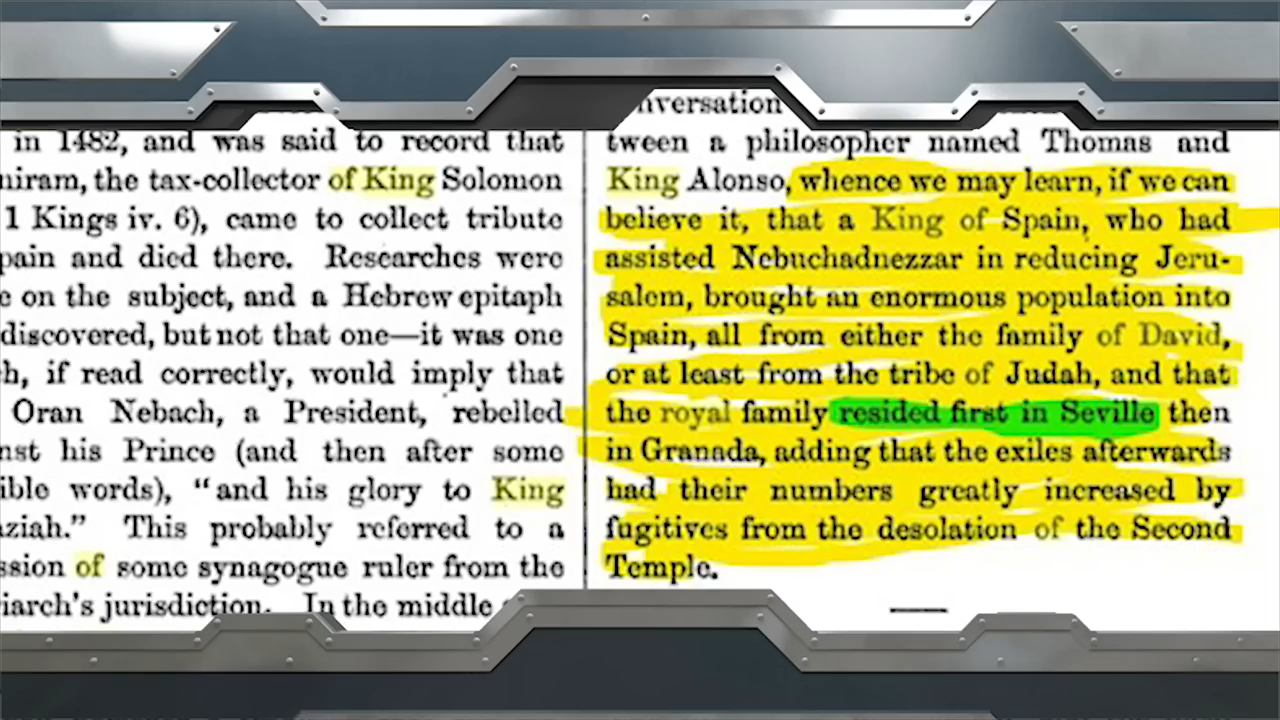 in 1482, and was said to record that
the tax-collector of King Solomon
1 Kings iv. 6), came to collect tribute
and died there. Researches were
on the subject, and a Hebrew epitaph
discovered, but not that one—it was one
if read correctly, would imply that
Oran Nebach, a President, rebelled
his Prince (and then after some
words), "and his glory to King
This probably referred to a
of some synagogue ruler from the
jurisdiction. In the middle
nversation
tween a philosopher named Thomas and
King Alonso, whence we may learn, if we can
believe it, that a King of Spain, who had
assisted Nebuchadnezzar in reducing Jeru-
salem, brought an enormous population into
Spain, all from either the family of David,
or at least from the tribe of Judah, and that
the royal family resided first in Seville then
in Granada, adding that the exiles afterwards
had their numbers greatly increased by
fugitives from the desolation of the Second
Temple.